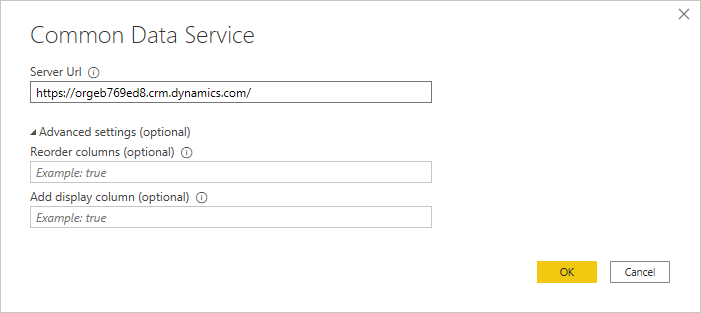 Common Data Service
Server Url
https://orgeb769ed8.crm.dynamics.com/
Advanced settings (optional)
Reorder columns (optional)
Example: true
Add display column (optional)
Example: true
OK
Cancel